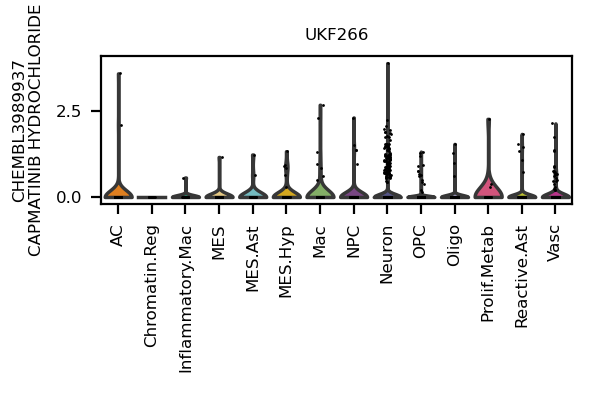 UKF266
CHEMBL3989937
CAPMATINIB HYDROCHLORIDE
2.5
0.0
AC
Chromatin.Reg
Inflammatory.Mac
MES
MES.Ast
MES.Hyp
Mac
NPC
Neuron
OPC
Oligo
Prolif.Metab
Reactive.Ast
Vasc